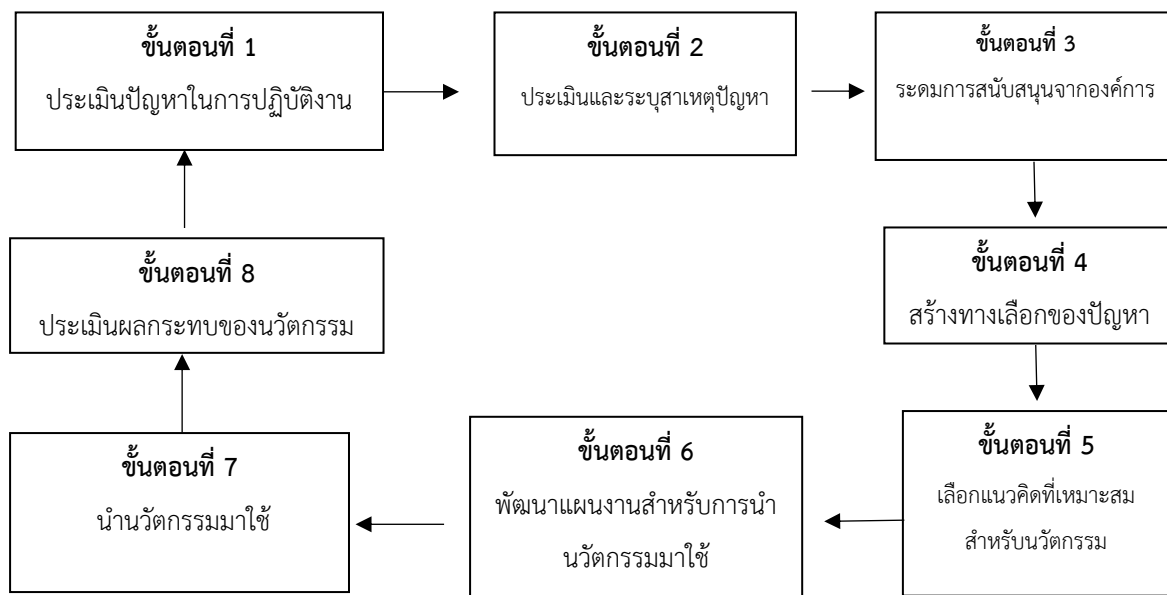 ขั้นตอนที่ 1
ประเมินปัญหาในการปฏิบัติงาน
ขั้นตอนที่ 2
ประเมินและระบุสาเหตุปัญหา
ขั้นตอนที่ 3
ระดมการสนับสนุนจากองค์การ
ขั้นตอนที่ 4
สร้างทางเลือกของปัญหา
ขั้นตอนที่ 5
เลือกแนวคิดที่เหมาะสม
สำหรับนวัตกรรม
ขั้นตอนที่ 6
พัฒนาแผนงานสำหรับการนำ
นวัตกรรมมาใช้
ขั้นตอนที่ 7
นำนวัตกรรมมาใช้
ขั้นตอนที่ 8
ประเมินผลกระทบของนวัตกรรม